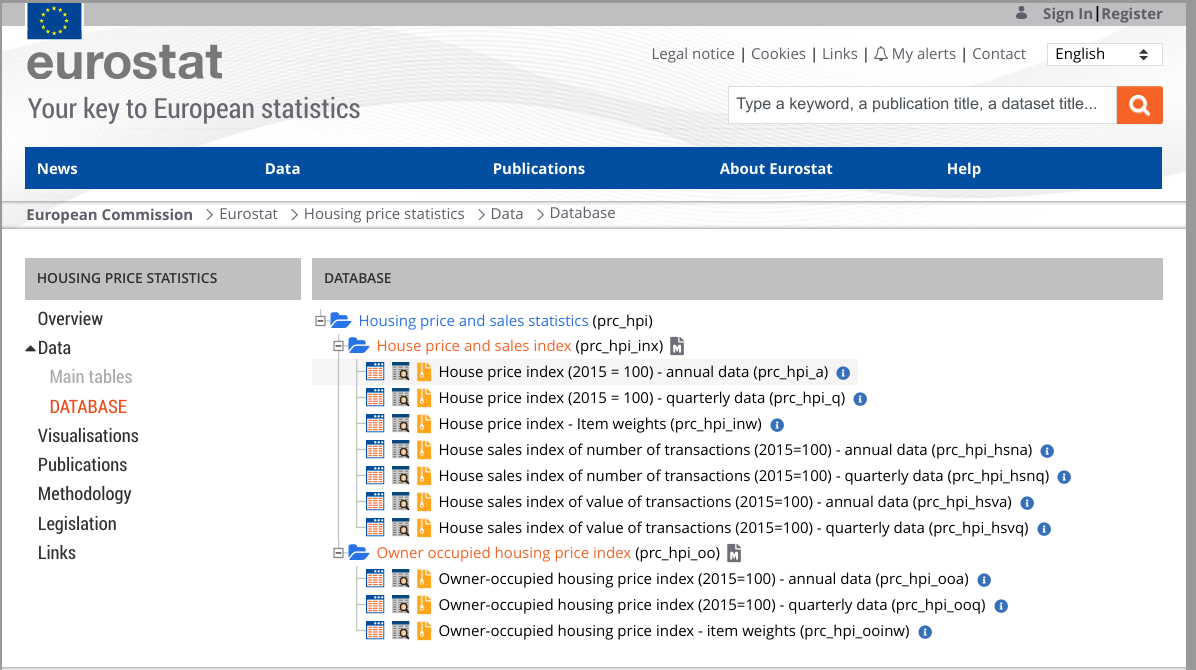 Sign In|Register
eurostat
Your key to European statistics
Legal notice | Cookies | Links | My alerts | Contact English
Type a keyword, a publication title, a dataset title...
News Data Publications About Eurostat Help
European Commission > Eurostat > Housing price statistics > Data > Database
HOUSING PRICE STATISTICS
Overview
Data
Main tables
DATABASE
Visualisations
Publications
Methodology
Legislation
Links
DATABASE
Housing price and sales statistics (prc_hpi)
House price and sales index (prc_hpi_inx) M
House price index (2015 = 100) - annual data (prc_hpi_a) i
House price index (2015 = 100) - quarterly data (prc_hpi_q) i
House price index - Item weights (prc_hpi_inw) i
House sales index of number of transactions (2015=100) - annual data (prc_hpi_hsna) i
House sales index of number of transactions (2015=100) - quarterly data (prc_hpi_hsnq) i
House sales index of value of transactions (2015=100) - annual data (prc_hpi_hsva) i
House sales index of value of transactions (2015=100) - quarterly data (prc_hpi_hsvq) i
Owner occupied housing price index (prc_hpi_oo) M
Owner-occupied housing price index (2015=100) - annual data (prc_hpi_ooa) i
Owner-occupied housing price index (2015=100) - quarterly data (prc_hpi_ooq) i
Owner-occupied housing price index - item weights (prc_hpi_ooinw) i